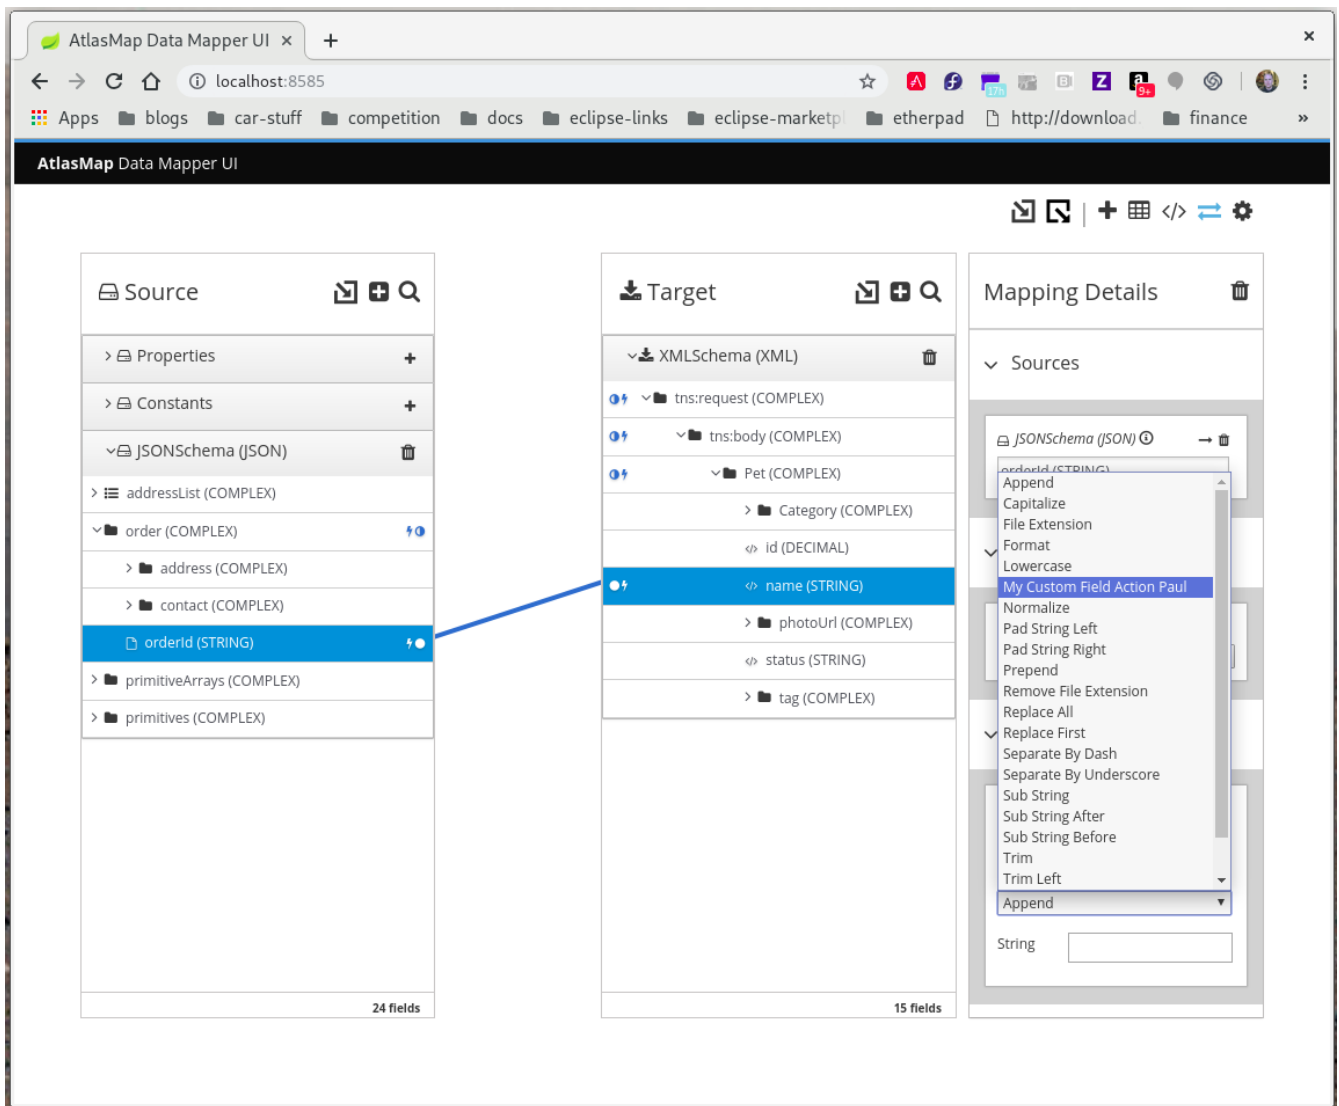 AtlasMap Data Mapper UI
localhost:8585
17h
9+
Apps blogs car-stuff competition docs eclipse-links eclipse-marketpl etherpad http://download. finance »
AtlasMap Data Mapper UI
Source
Properties
Constants
JSONSchema (JSON)
addressList (COMPLEX)
order (COMPLEX)
address (COMPLEX)
contact (COMPLEX)
orderId (STRING)
primitiveArrays (COMPLEX)
primitives (COMPLEX)
24 fields
Target
XMLSchema (XML)
tns:request (COMPLEX)
tns:body (COMPLEX)
Pet (COMPLEX)
Category (COMPLEX)
id (DECIMAL)
name (STRING)
photoUrl (COMPLEX)
status (STRING)
tag (COMPLEX)
15 fields
Mapping Details
Sources
JSONSchema (JSON)
orderId (STRING)
Append
Capitalize
File Extension
Format
Lowercase
My Custom Field Action Paul
Normalize
Pad String Left
Pad String Right
Prepend
Remove File Extension
Replace All
Replace First
Separate By Dash
Separate By Underscore
Sub String
Sub String After
Sub String Before
Trim
Trim Left
Append
String